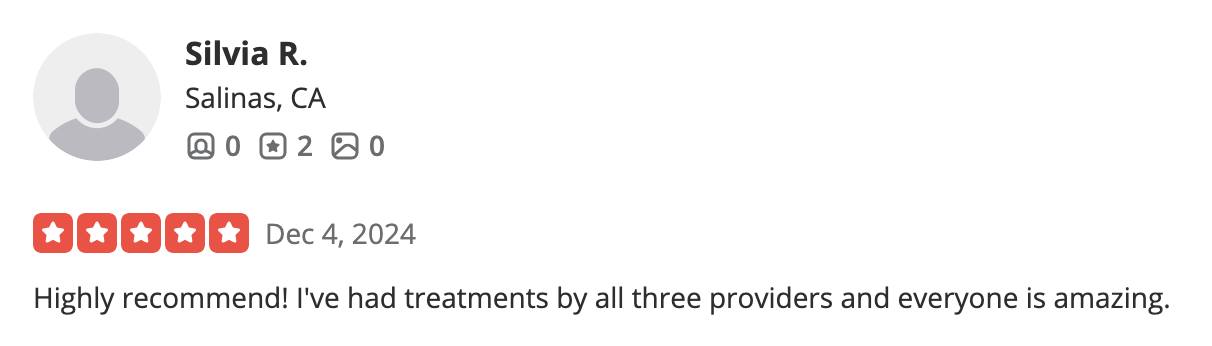 Silvia R.
Salinas, CA
0 2 0
Dec 4, 2024
Highly recommend! I've had treatments by all three providers and everyone is amazing.